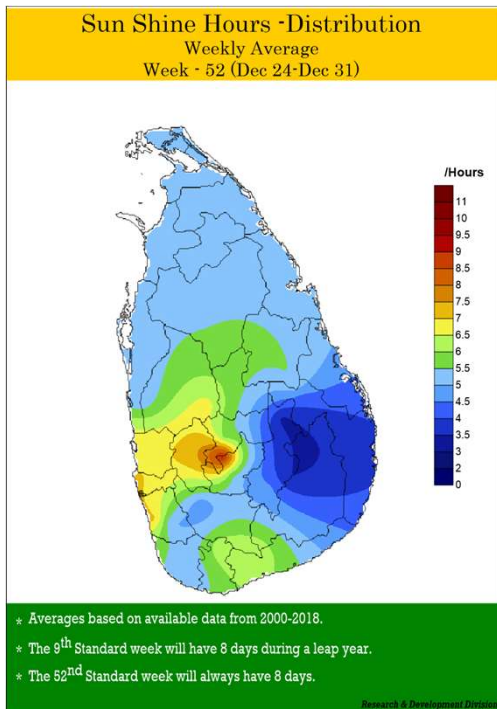 Sun Shine Hours -Distribution
Weekly Average
Week - 52 (Dec 24-Dec 31)
/Hours
11
10
9.5
9
8.5
8
7.5
7
6.5
6
5.5
5
4.5
4
3.5
3
2
0
* Averages based on available data from 2000-2018.
* The 9th Standard week will have 8 days during a leap year.
* The 52nd Standard week will always have 8 days.
Research & Development Division